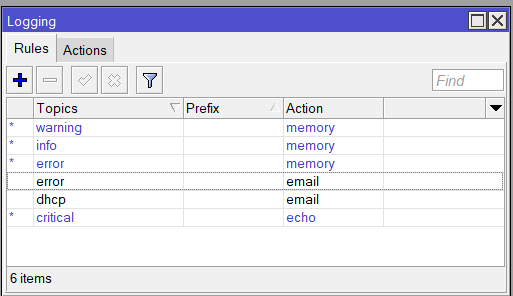 Logging
Rules Actions
Find
Topics Prefix Action
* warning memory
* info memory
* error memory
error email
dhcp email
* critical echo
6 items